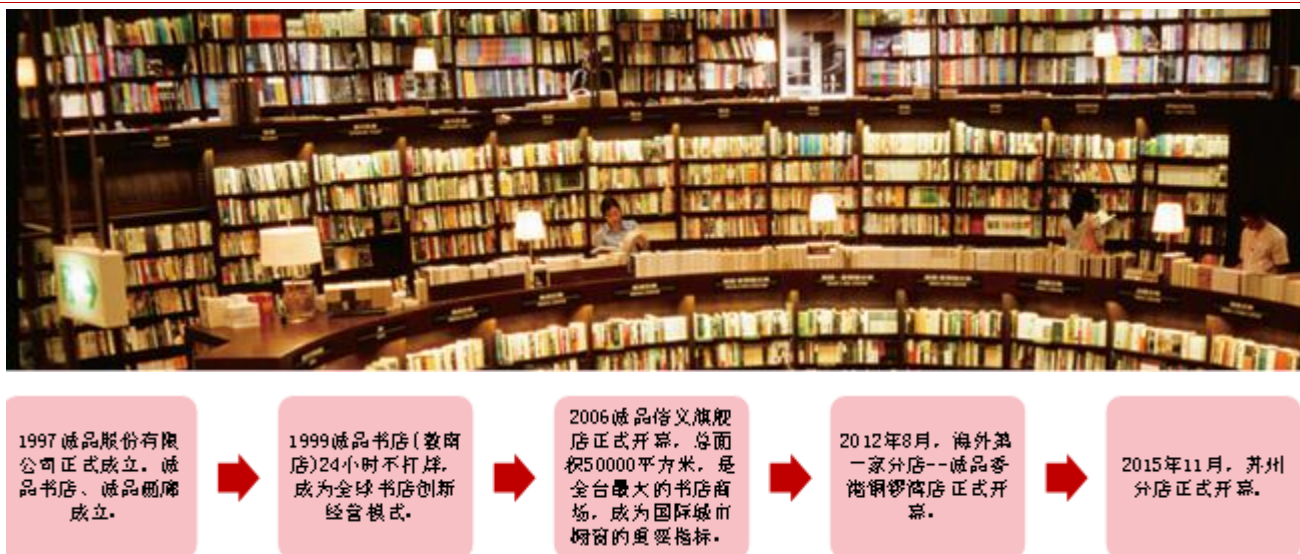 1997诚品股份有限
公司正式成立。诚
品书店、诚品画廊
成立。
1999诚品书店(敦南
店)24小时不打烊,
成为全球书店创新
经营模式。
2006诚品信义旗舰
店正式开幕,总面
积50000平方米,是
全台最大的书店商
场,成为国际城市
橱窗的重要指标。
2012年8月,海外第
一家分店--诚品香
港铜锣湾店正式开
幕。
2015年11月,苏州
分店正式开幕。